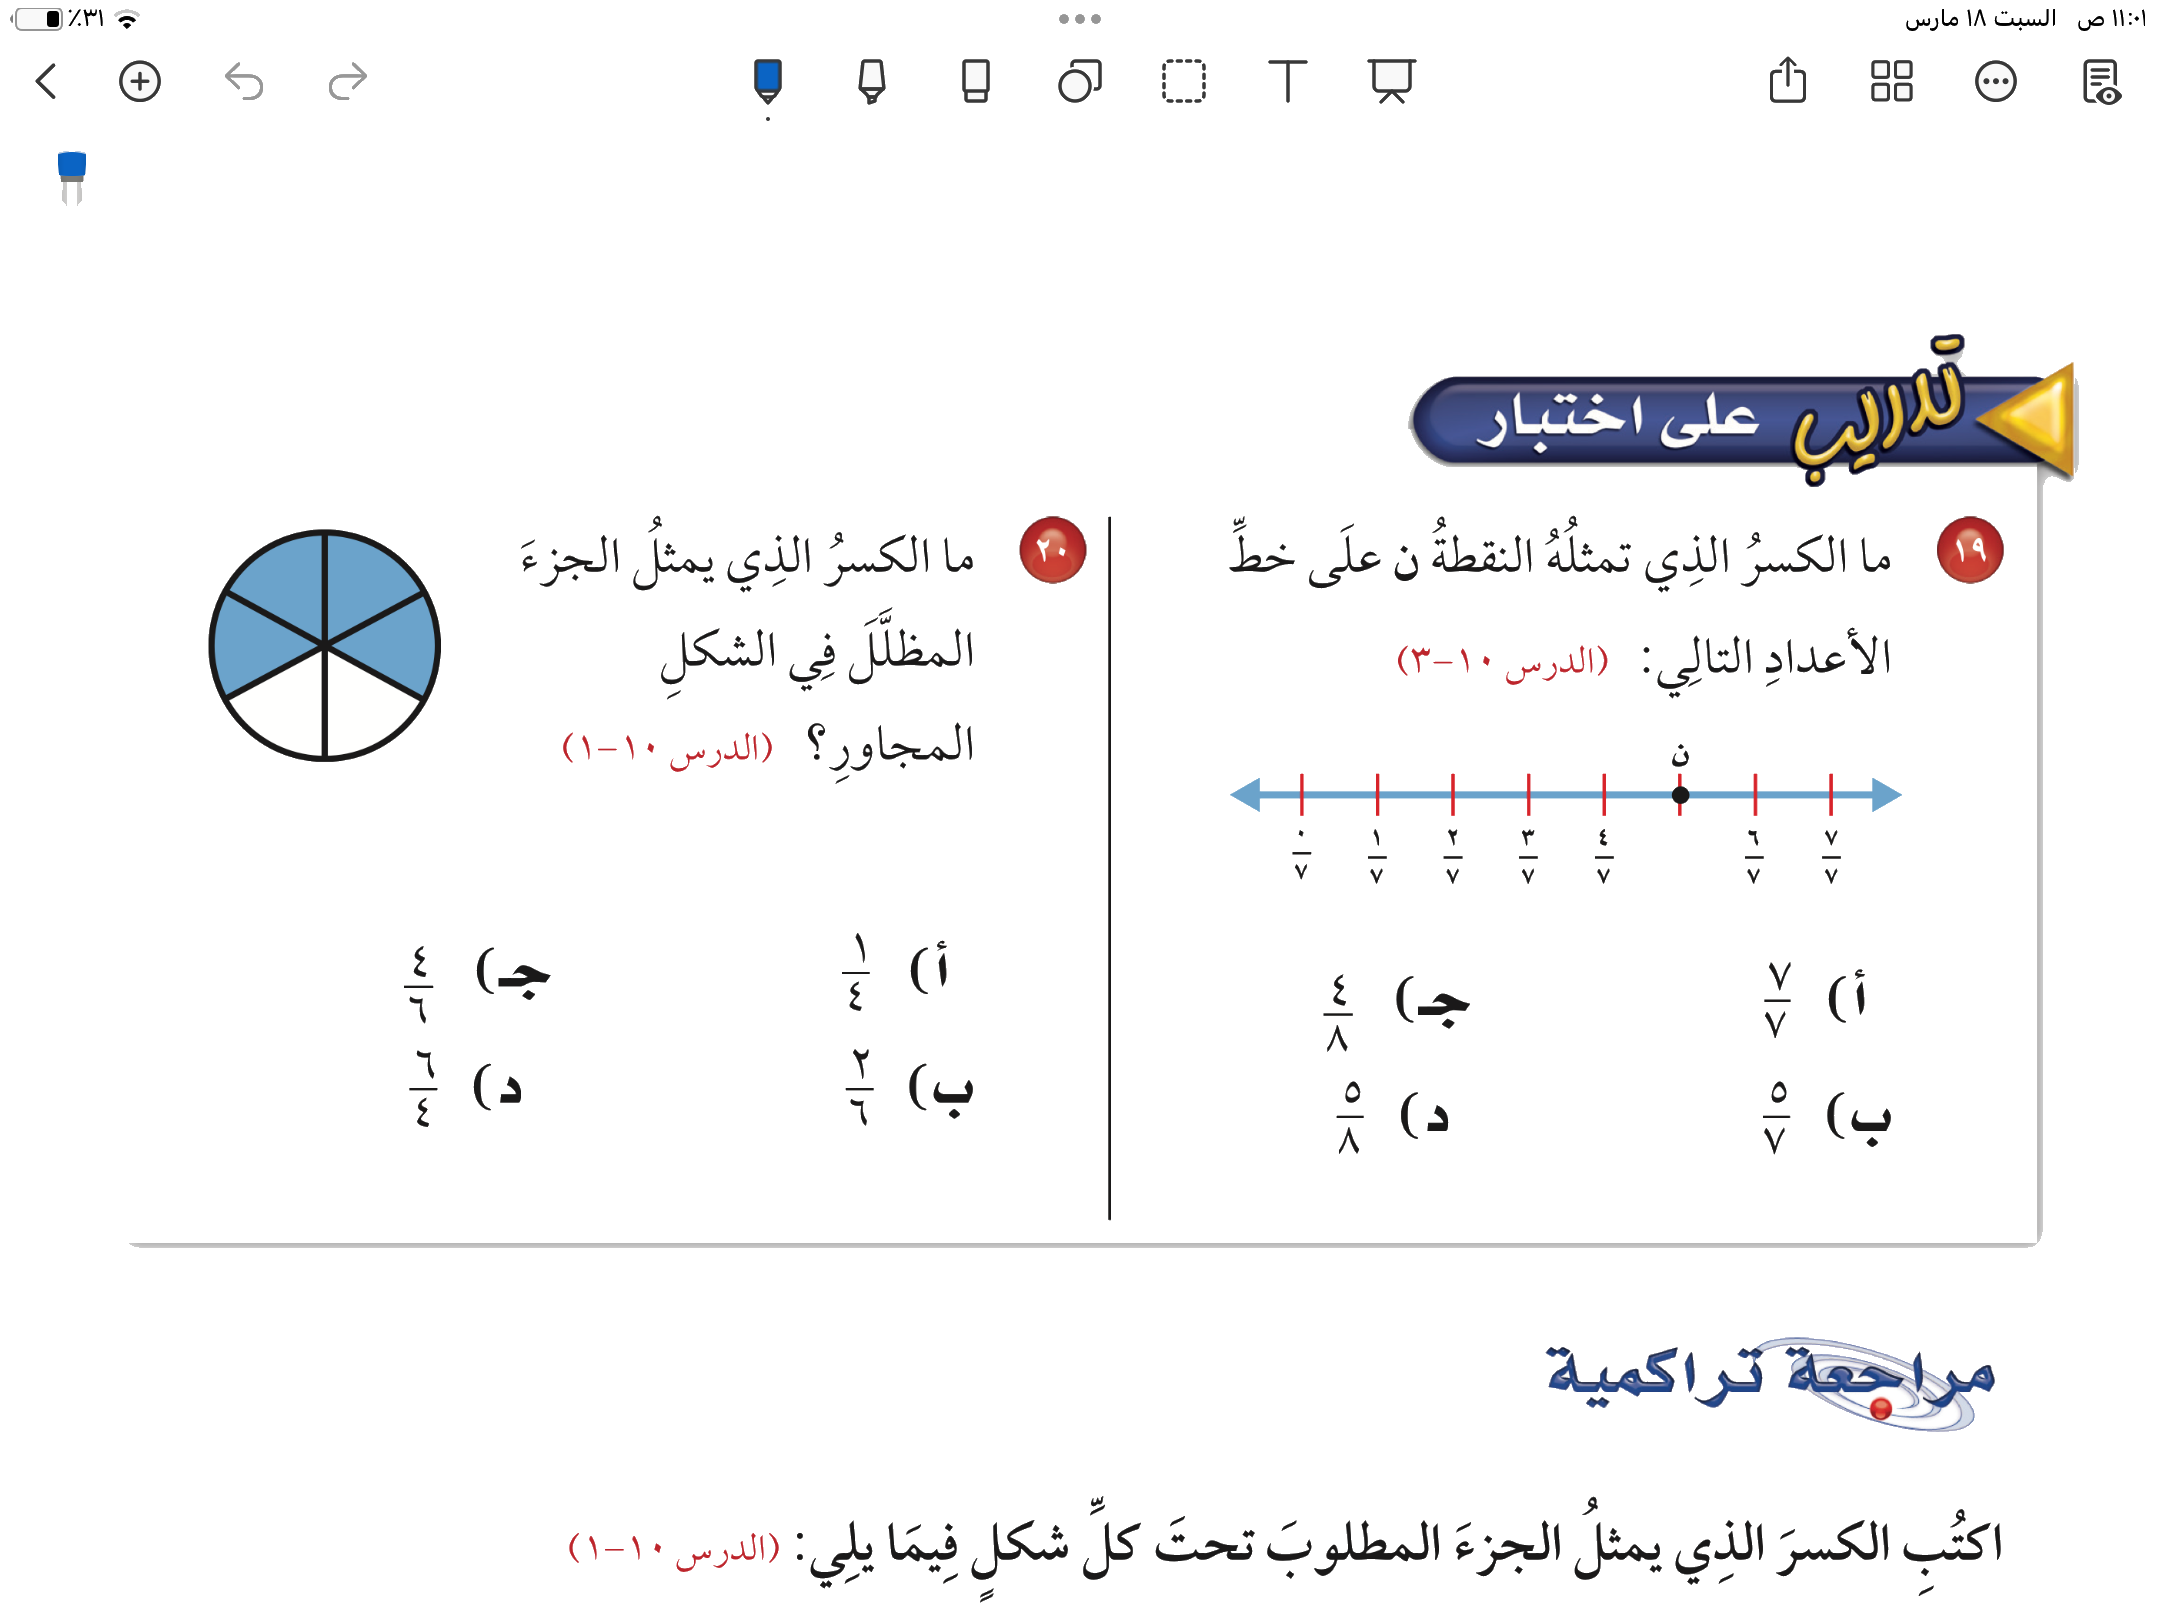 ١١:٠١ ص السبت ١٨ مارس
٪٣١
تدريب على اختبار
١٩ ما الكسرُ الذِي تمثلُهُ النقطةُ ن علَى خطِّ
الأعدادِ التالِي: (الدرس ١٠–٣)
ن
٠/٧ ١/٧ ٢/٧ ٣/٧ ٤/٧ ٦/٧ ٧/٧
أ) ٧/٧ جـ) ٤/٨
ب) ٥/٧ د) ٥/٨
٢٠ ما الكسرُ الذِي يمثلُ الجزءَ
المظلَّلَ فِي الشكلِ
المجاورِ؟ (الدرس ١٠–١)
أ) ١/٤ جـ) ٤/٦
ب) ٢/٦ د) ٦/٤
مراجعة تراكمية
اكتُبِ الكسرَ الذِي يمثلُ الجزءَ المطلوبَ تحتَ كلِّ شكلٍ فِيمَا يلِي: (الدرس ١٠–١)